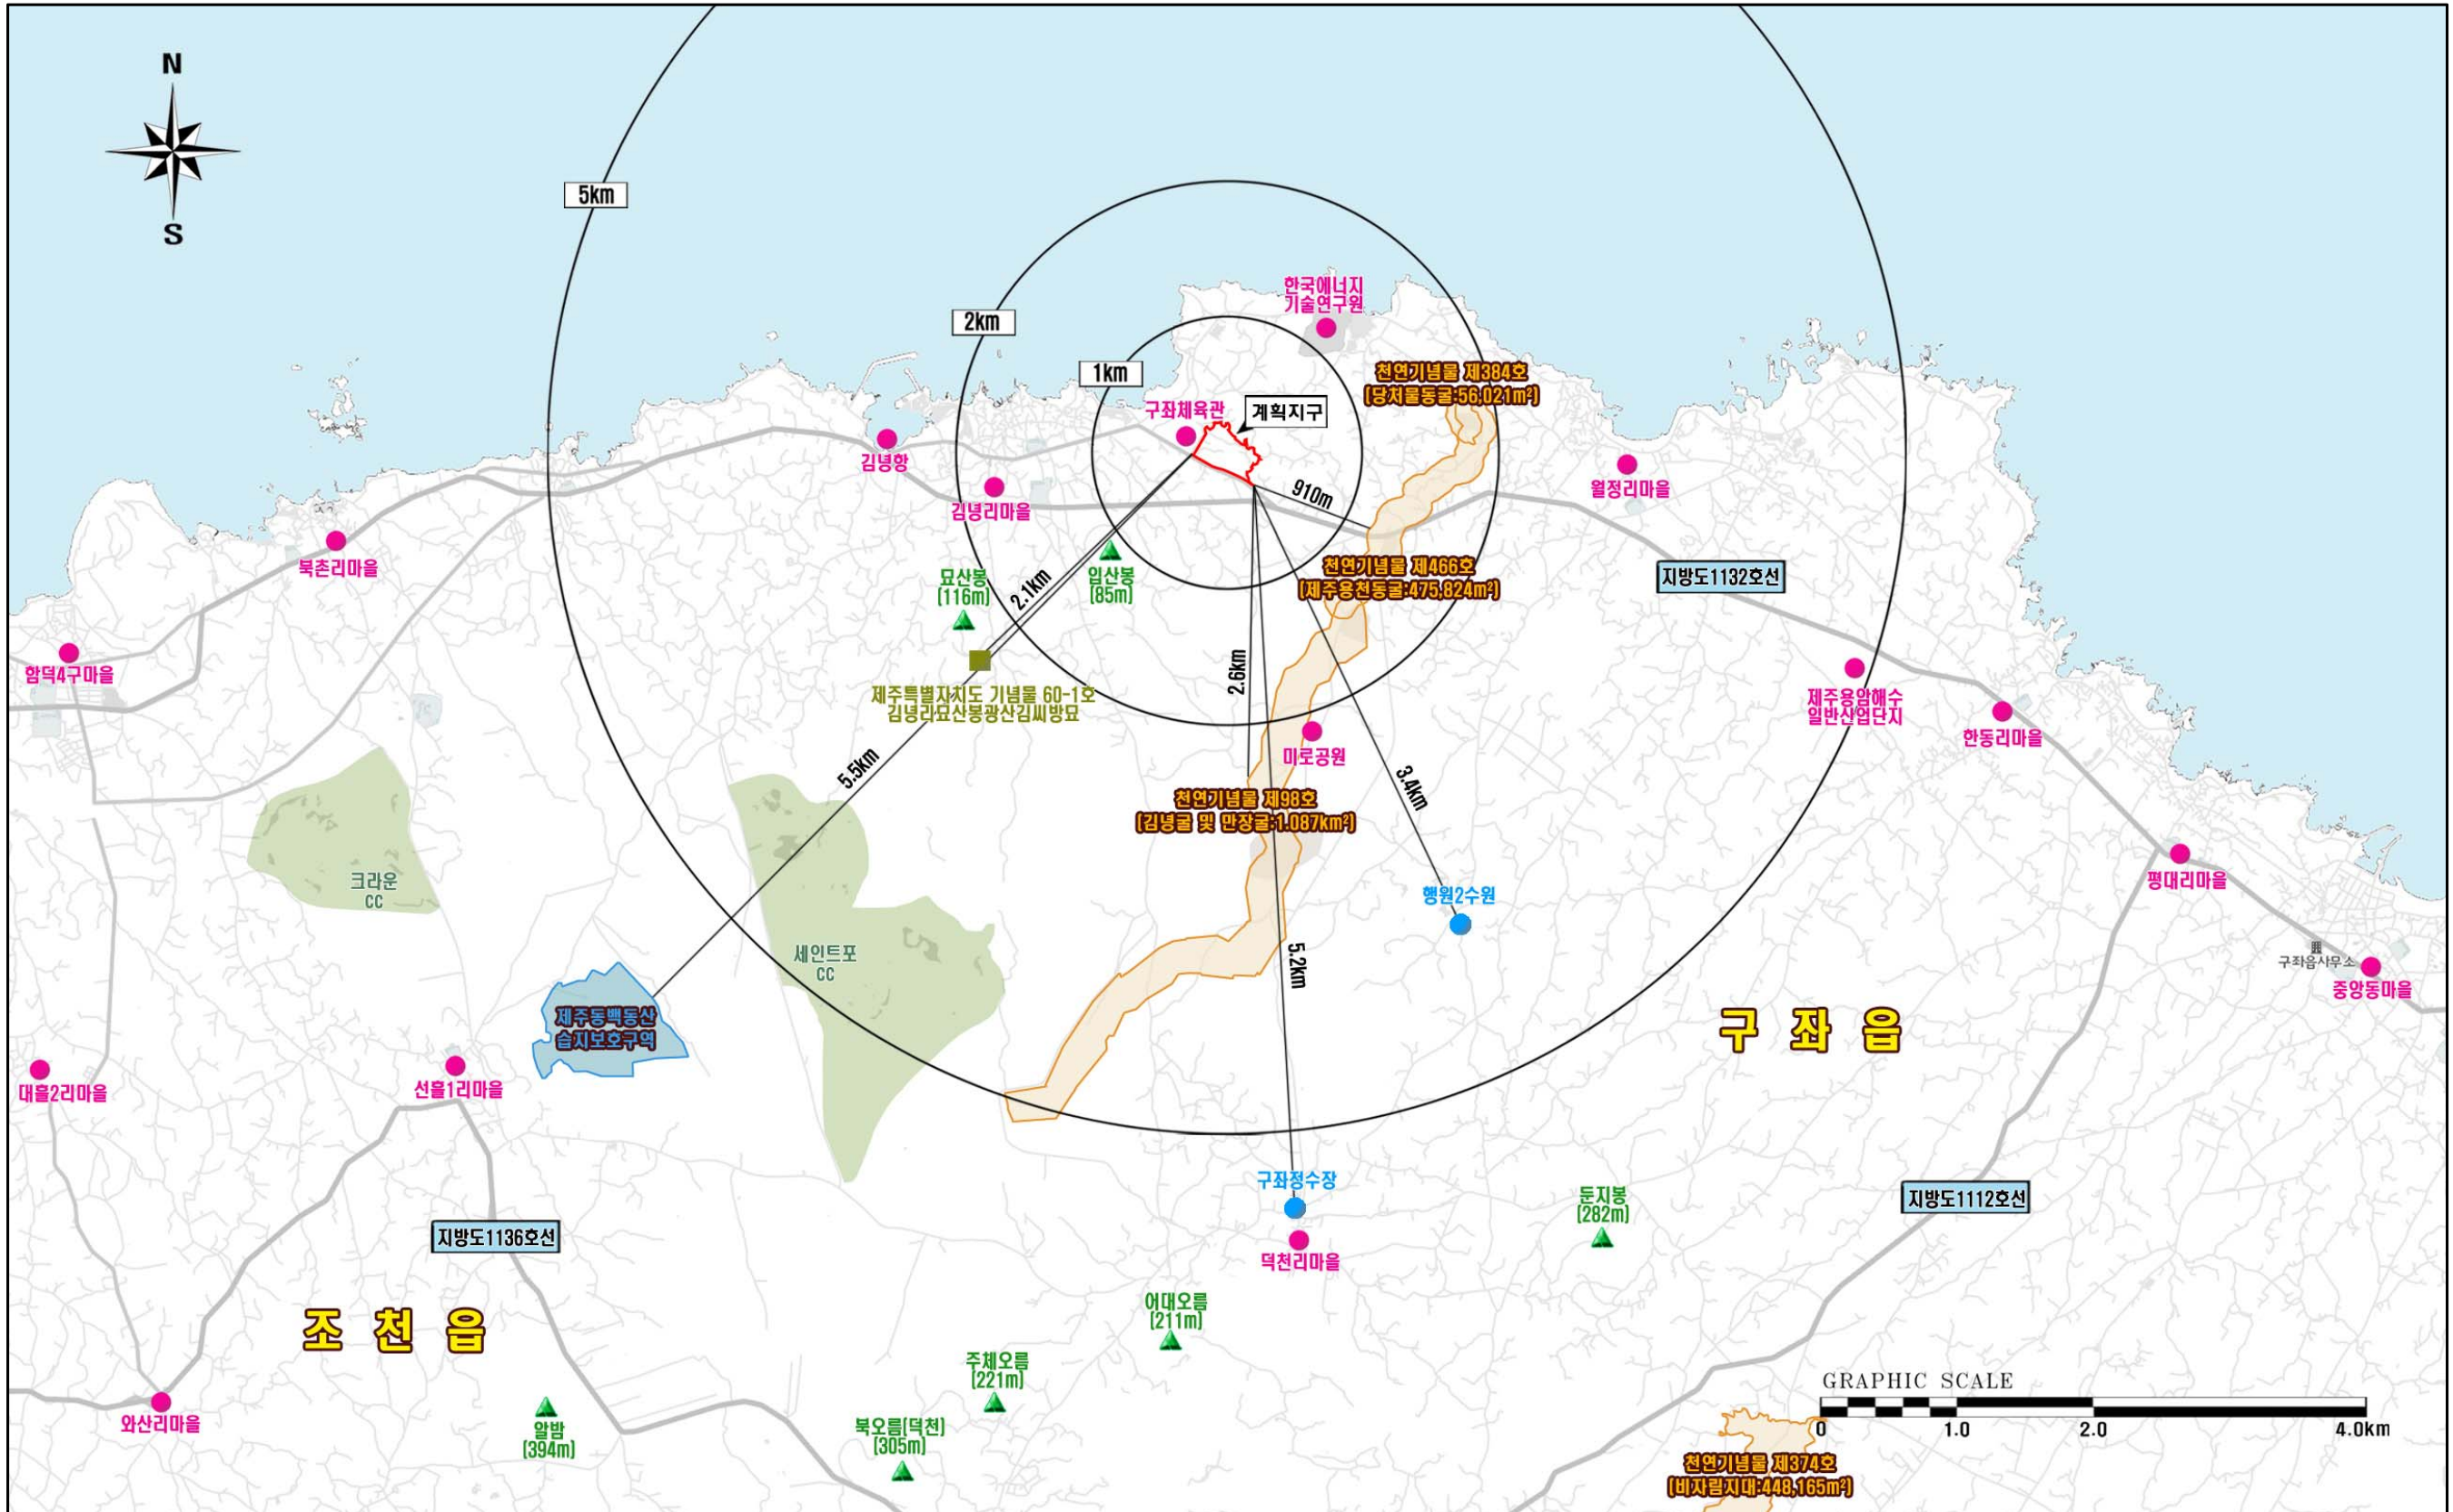 N
S
5km
2km
1km
한국에너지
기술연구원
천연기념물 제384호
(당처물동굴:56,021m²)
구좌체육관
계획지구
김녕항
김녕리마을
910m
월정리마을
북촌리마을
묘산봉
(116m)
2.1km
입산봉
(85m)
천연기념물 제466호
(제주용천동굴:475,824m²)
지방도1132호선
함덕4구마을
2.6km
제주특별자치도 기념물 60-1호
김녕리묘산봉광산김씨방묘
제주용암해수
일반산업단지
한동리마을
5.5km
미로공원
3.4km
천연기념물 제98호
(김녕굴 및 만장굴:1.087km²)
크라운
CC
행원2수원
평대리마을
세인트포
CC
5.2km
구좌읍사무소
중앙동마을
제주동백동산
습지보호구역
구 좌 읍
대흘2리마을
선흘1리마을
구좌정수장
둔지봉
(282m)
지방도1112호선
지방도1136호선
덕천리마을
조 천 읍
어대오름
(211m)
주체오름
(221m)
GRAPHIC SCALE
0 1.0 2.0 4.0km
와산리마을
알밤
(394m)
북오름(덕천)
(305m)
천연기념물 제374호
(비자림지대:448,165m²)